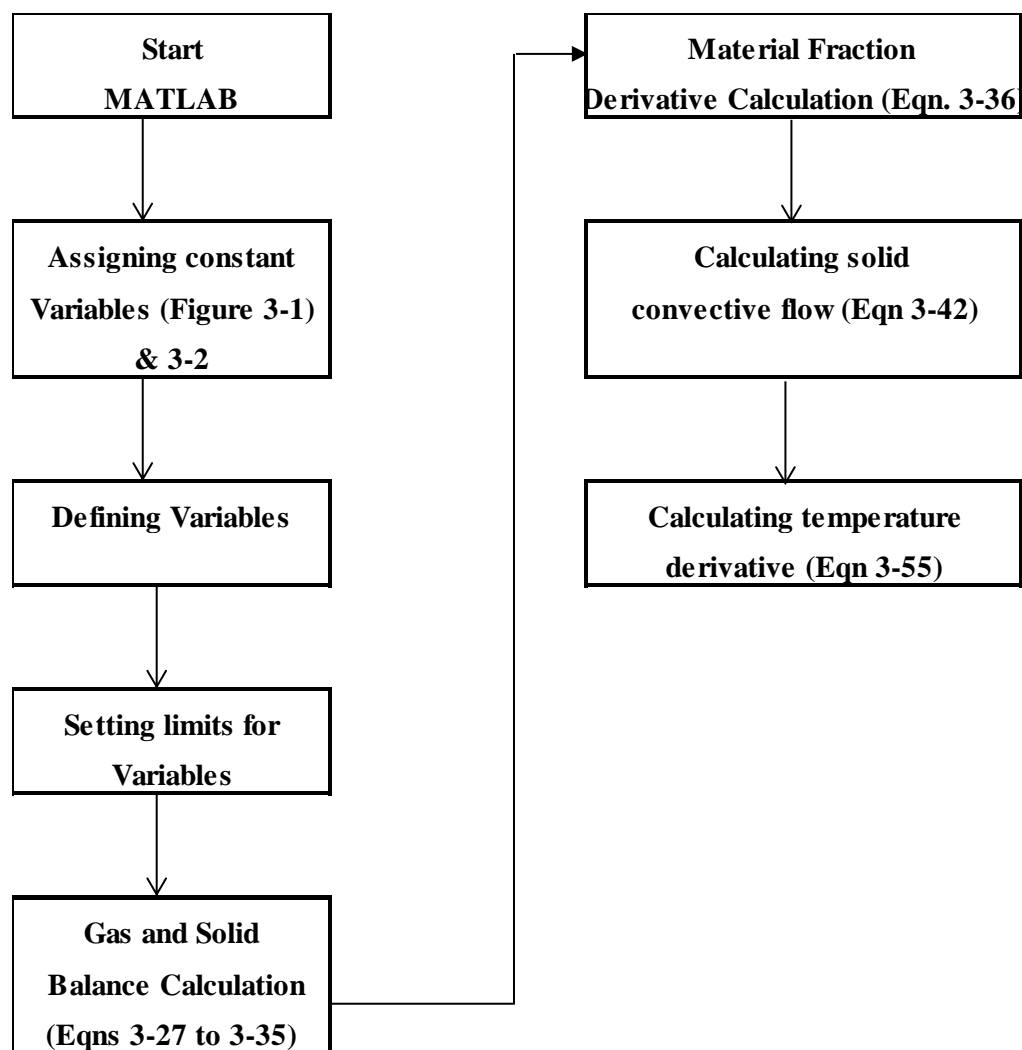 Start
MATLAB
Assigning constant
Variables (Figure 3-1)
& 3-2
Defining Variables
Setting limits for
Variables
Gas and Solid
Balance Calculation
(Eqns 3-27 to 3-35)
Material Fraction
Derivative Calculation (Eqn. 3-36)
Calculating solid
convective flow (Eqn 3-42)
Calculating temperature
derivative (Eqn 3-55)